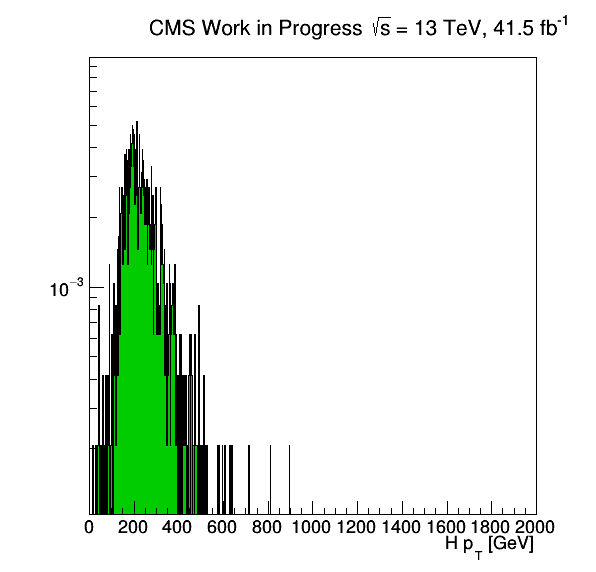 CMS Work in Progress √s = 13 TeV, 41.5 fb⁻¹
10⁻³
0 200 400 600 800 1000 1200 1400 1600 1800 2000
H p_T [GeV]